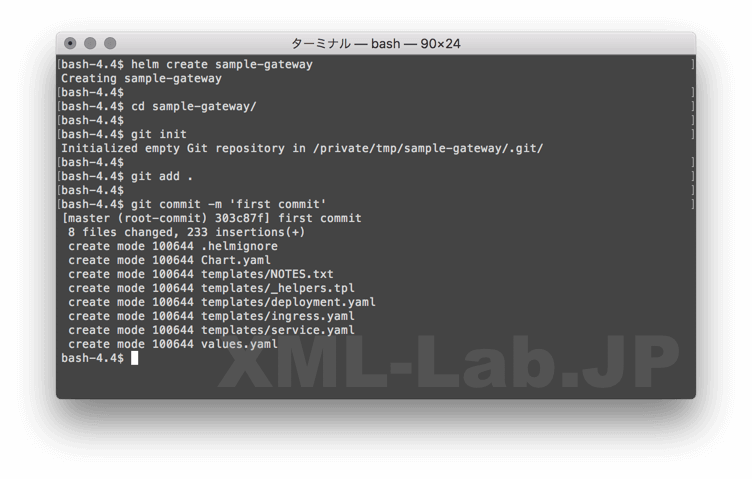 ターミナル — bash — 90×24
[bash-4.4$ helm create sample-gateway ]
Creating sample-gateway
[bash-4.4$ ]
[bash-4.4$ cd sample-gateway/ ]
[bash-4.4$ ]
[bash-4.4$ git init ]
Initialized empty Git repository in /private/tmp/sample-gateway/.git/
[bash-4.4$ ]
[bash-4.4$ git add . ]
[bash-4.4$ ]
[bash-4.4$ git commit -m 'first commit' ]
[master (root-commit) 303c87f] first commit
 8 files changed, 233 insertions(+)
 create mode 100644 .helmignore
 create mode 100644 Chart.yaml
 create mode 100644 templates/NOTES.txt
 create mode 100644 templates/_helpers.tpl
 create mode 100644 templates/deployment.yaml
 create mode 100644 templates/ingress.yaml
 create mode 100644 templates/service.yaml
 create mode 100644 values.yaml
bash-4.4$
XML-Lab.JP